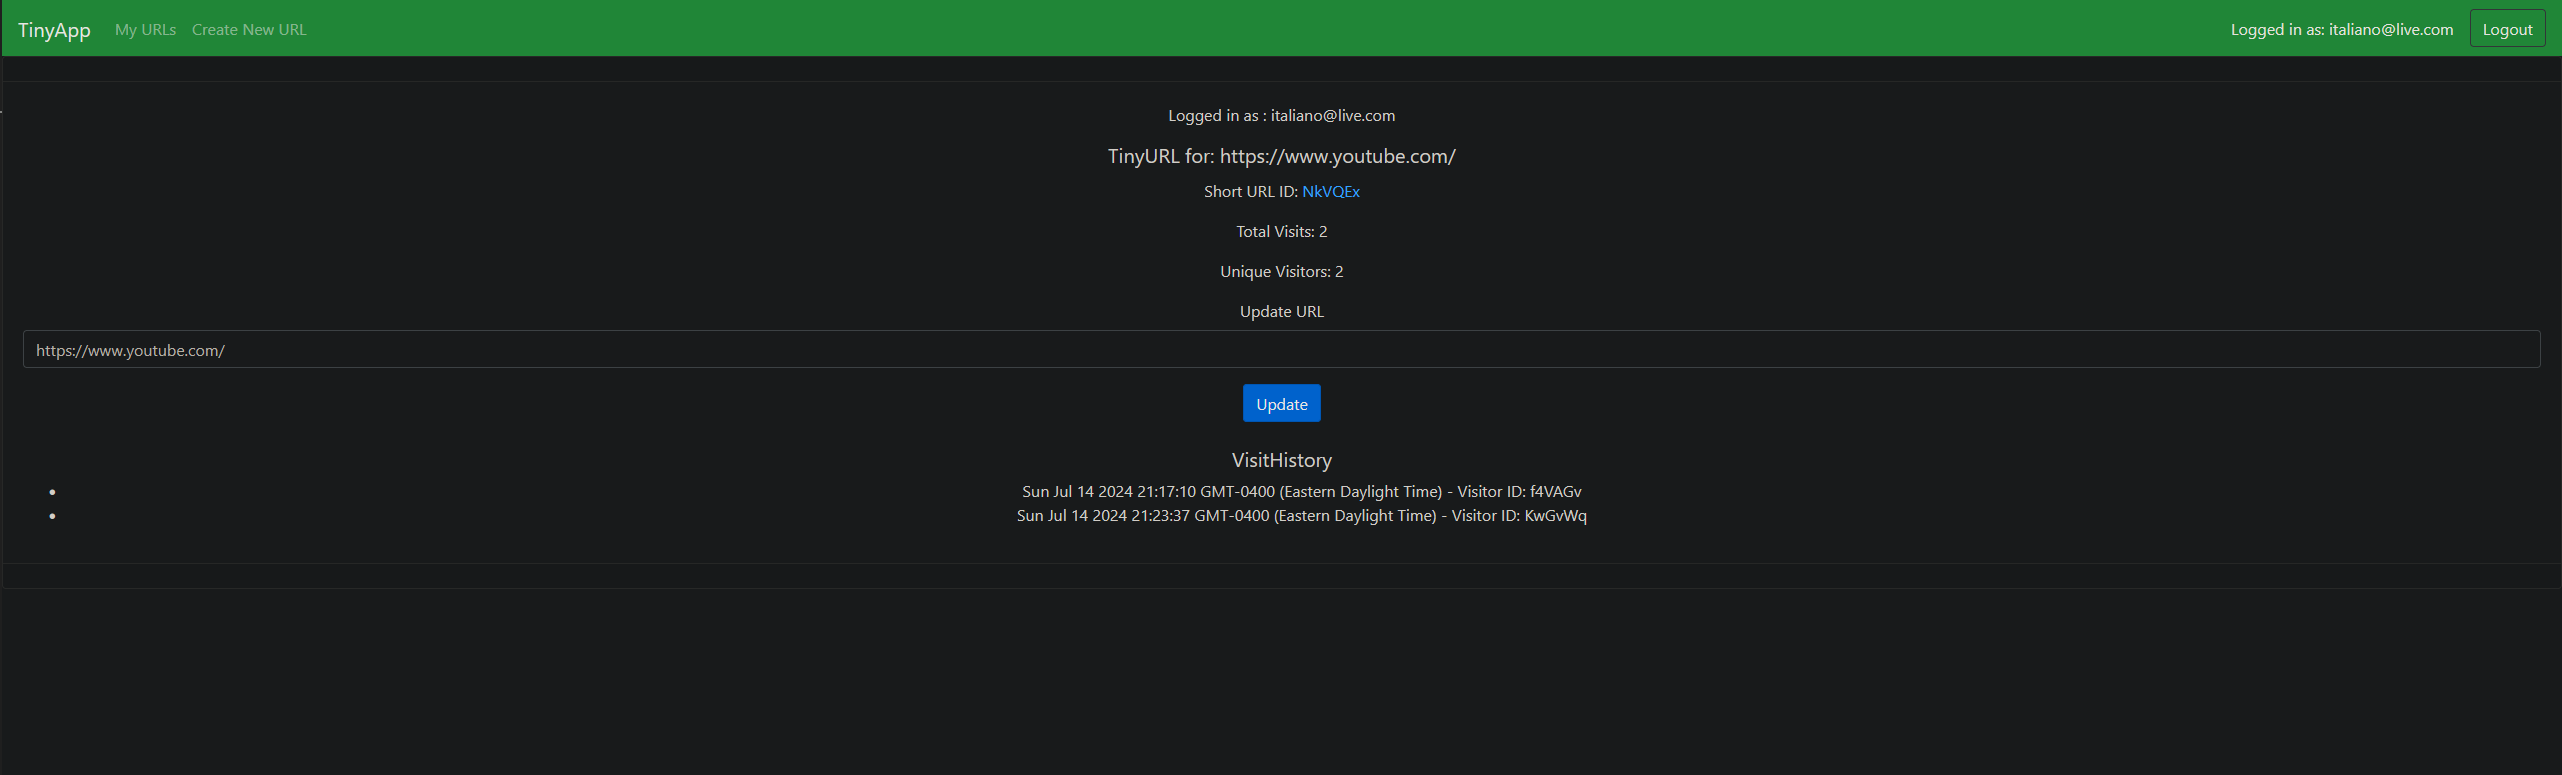 TinyApp My URLs Create New URL Logged in as: italiano@live.com Logout
Logged in as : italiano@live.com
TinyURL for: https://www.youtube.com/
Short URL ID: NkVQEx
Total Visits: 2
Unique Visitors: 2
Update URL
https://www.youtube.com/
Update
VisitHistory
Sun Jul 14 2024 21:17:10 GMT-0400 (Eastern Daylight Time) - Visitor ID: f4VAGv
Sun Jul 14 2024 21:23:37 GMT-0400 (Eastern Daylight Time) - Visitor ID: KwGvWq